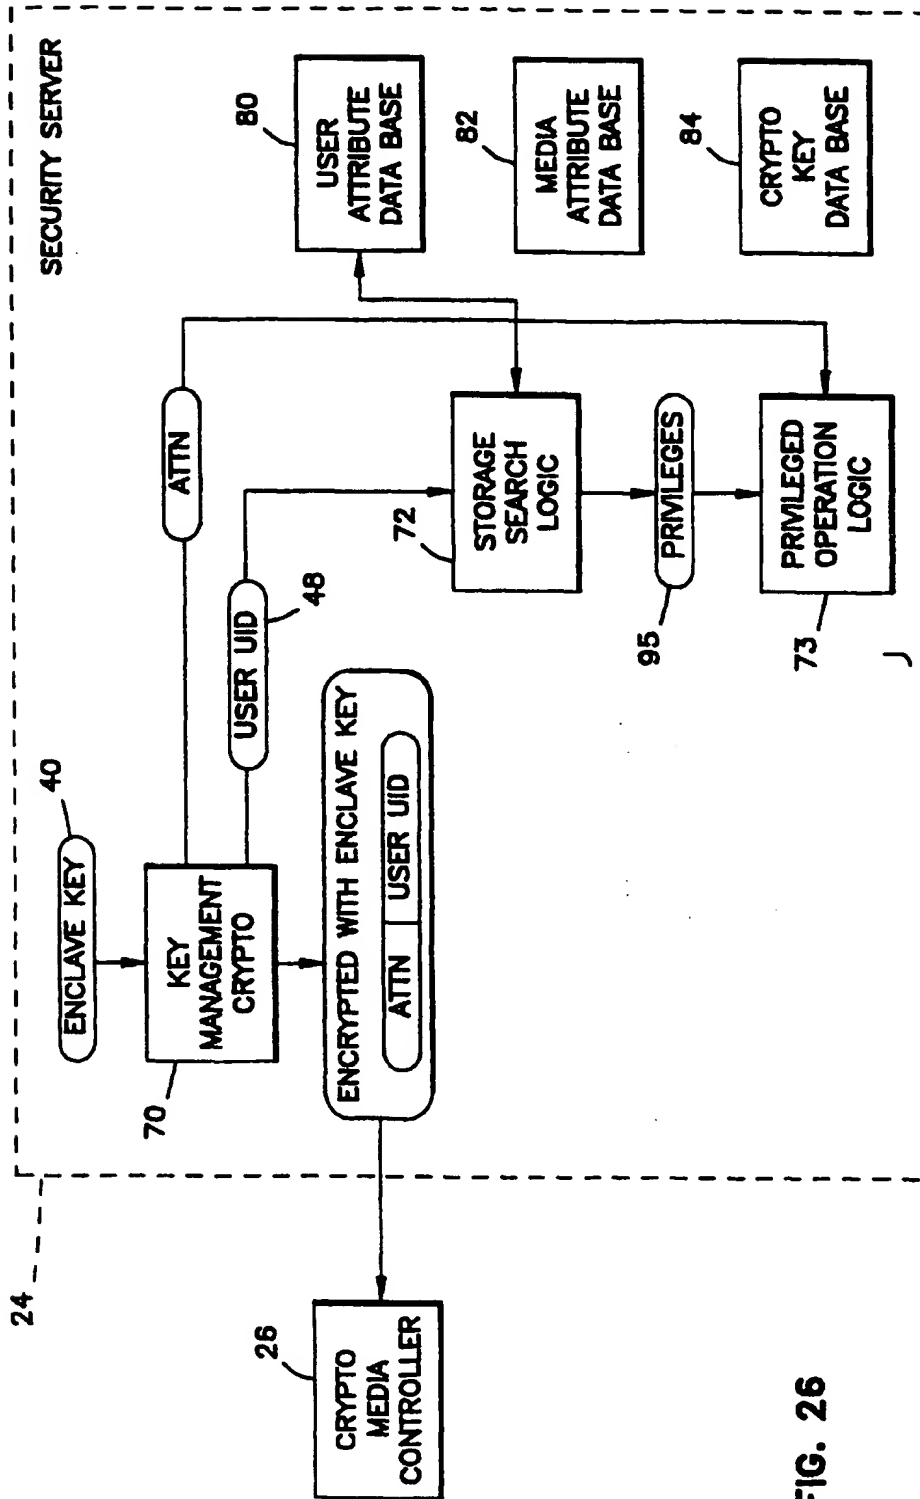 24
SECURITY SERVER
40
ENCLAVE KEY
ATTN
80
USER
ATTRIBUTE
DATA BASE
KEY
MANAGEMENT
CRYPTO
70
USER UID
48
82
MEDIA
ATTRIBUTE
DATA BASE
26
CRYPTO
MEDIA
CONTROLLER
ENCRYPTED WITH ENCLAVE KEY
ATTN
USER UID
72
STORAGE
SEARCH
LOGIC
84
CRYPTO
KEY
DATA BASE
95
PRIVILEGES
73
PRIVILEGED
OPERATION
LOGIC
FIG. 26